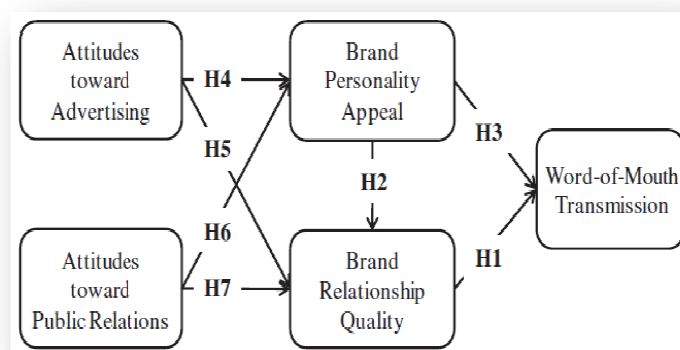 Attitudes
toward
Advertising
H4
H5
Brand
Personality
Appeal
H3
H2
Word-of-Mouth
Transmission
Attitudes
toward
Public Relations
H6
H7
Brand
Relationship
Quality
H1